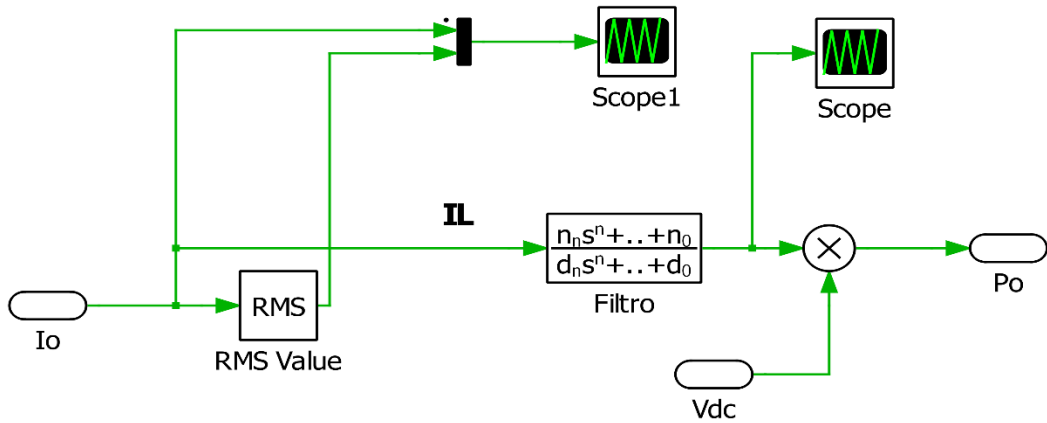 Scope1
Scope
IL
nₙsⁿ+..+n₀
dₙsⁿ+..+d₀
Filtro
Po
Io
RMS
RMS Value
Vdc